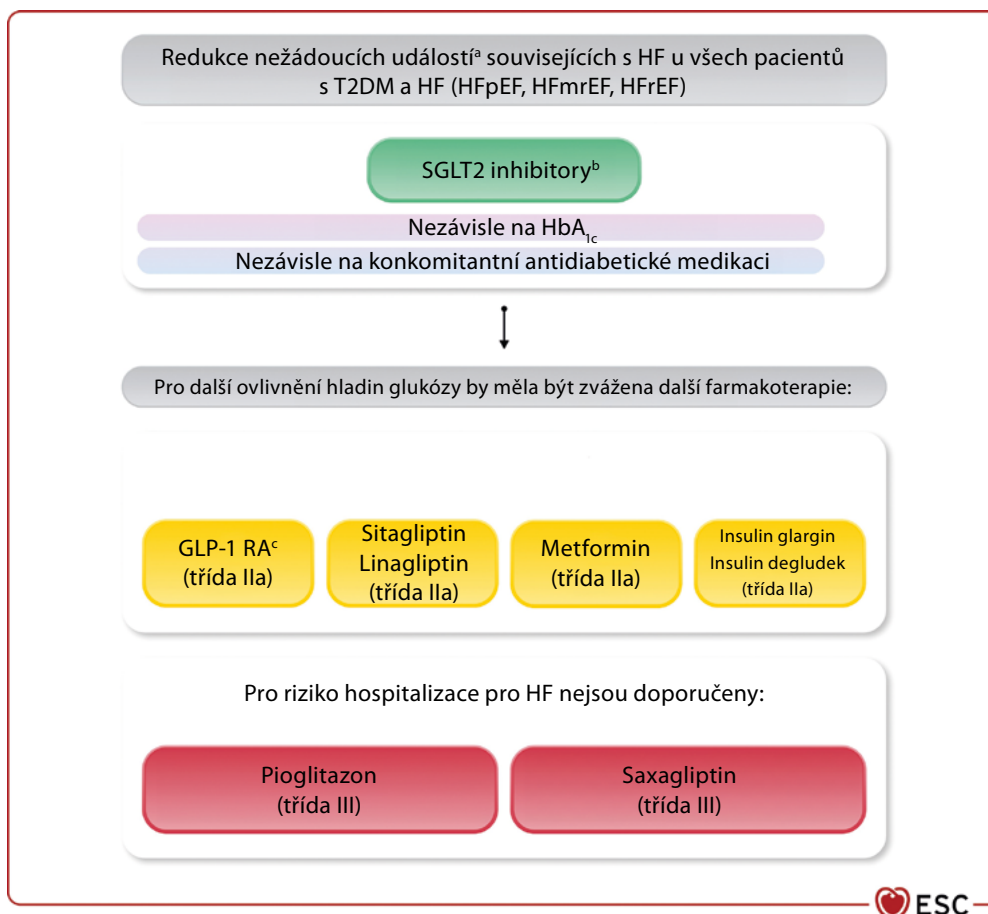 Redukce nežádoucích událostíª souvisejících s HF u všech pacientů
s T2DM a HF (HFpEF, HFmrEF, HFrEF)
SGLT2 inhibitoryᵇ
Nezávisle na HbA1c
Nezávisle na konkomitantní antidiabetické medikaci
Pro další ovlivnění hladin glukózy by měla být zvážena další farmakoterapie:
GLP-1 RAᶜ
(třída IIa)
Sitagliptin
Linagliptin
(třída IIa)
Metformin
(třída IIa)
Insulin glargin
Insulin degludek
(třída IIa)
Pro riziko hospitalizace pro HF nejsou doporučeny:
Pioglitazon
(třída III)
Saxagliptin
(třída III)
ESC